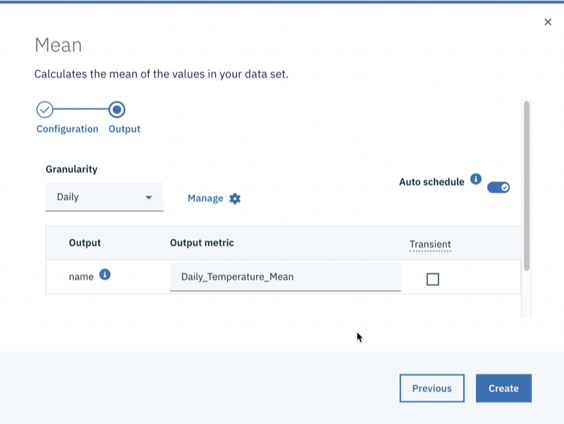 Mean
Calculates the mean of the values in your data set.
Configuration Output
Granularity
Auto schedule
Daily
Manage
Output Output metric Transient
name Daily_Temperature_Mean
Previous Create